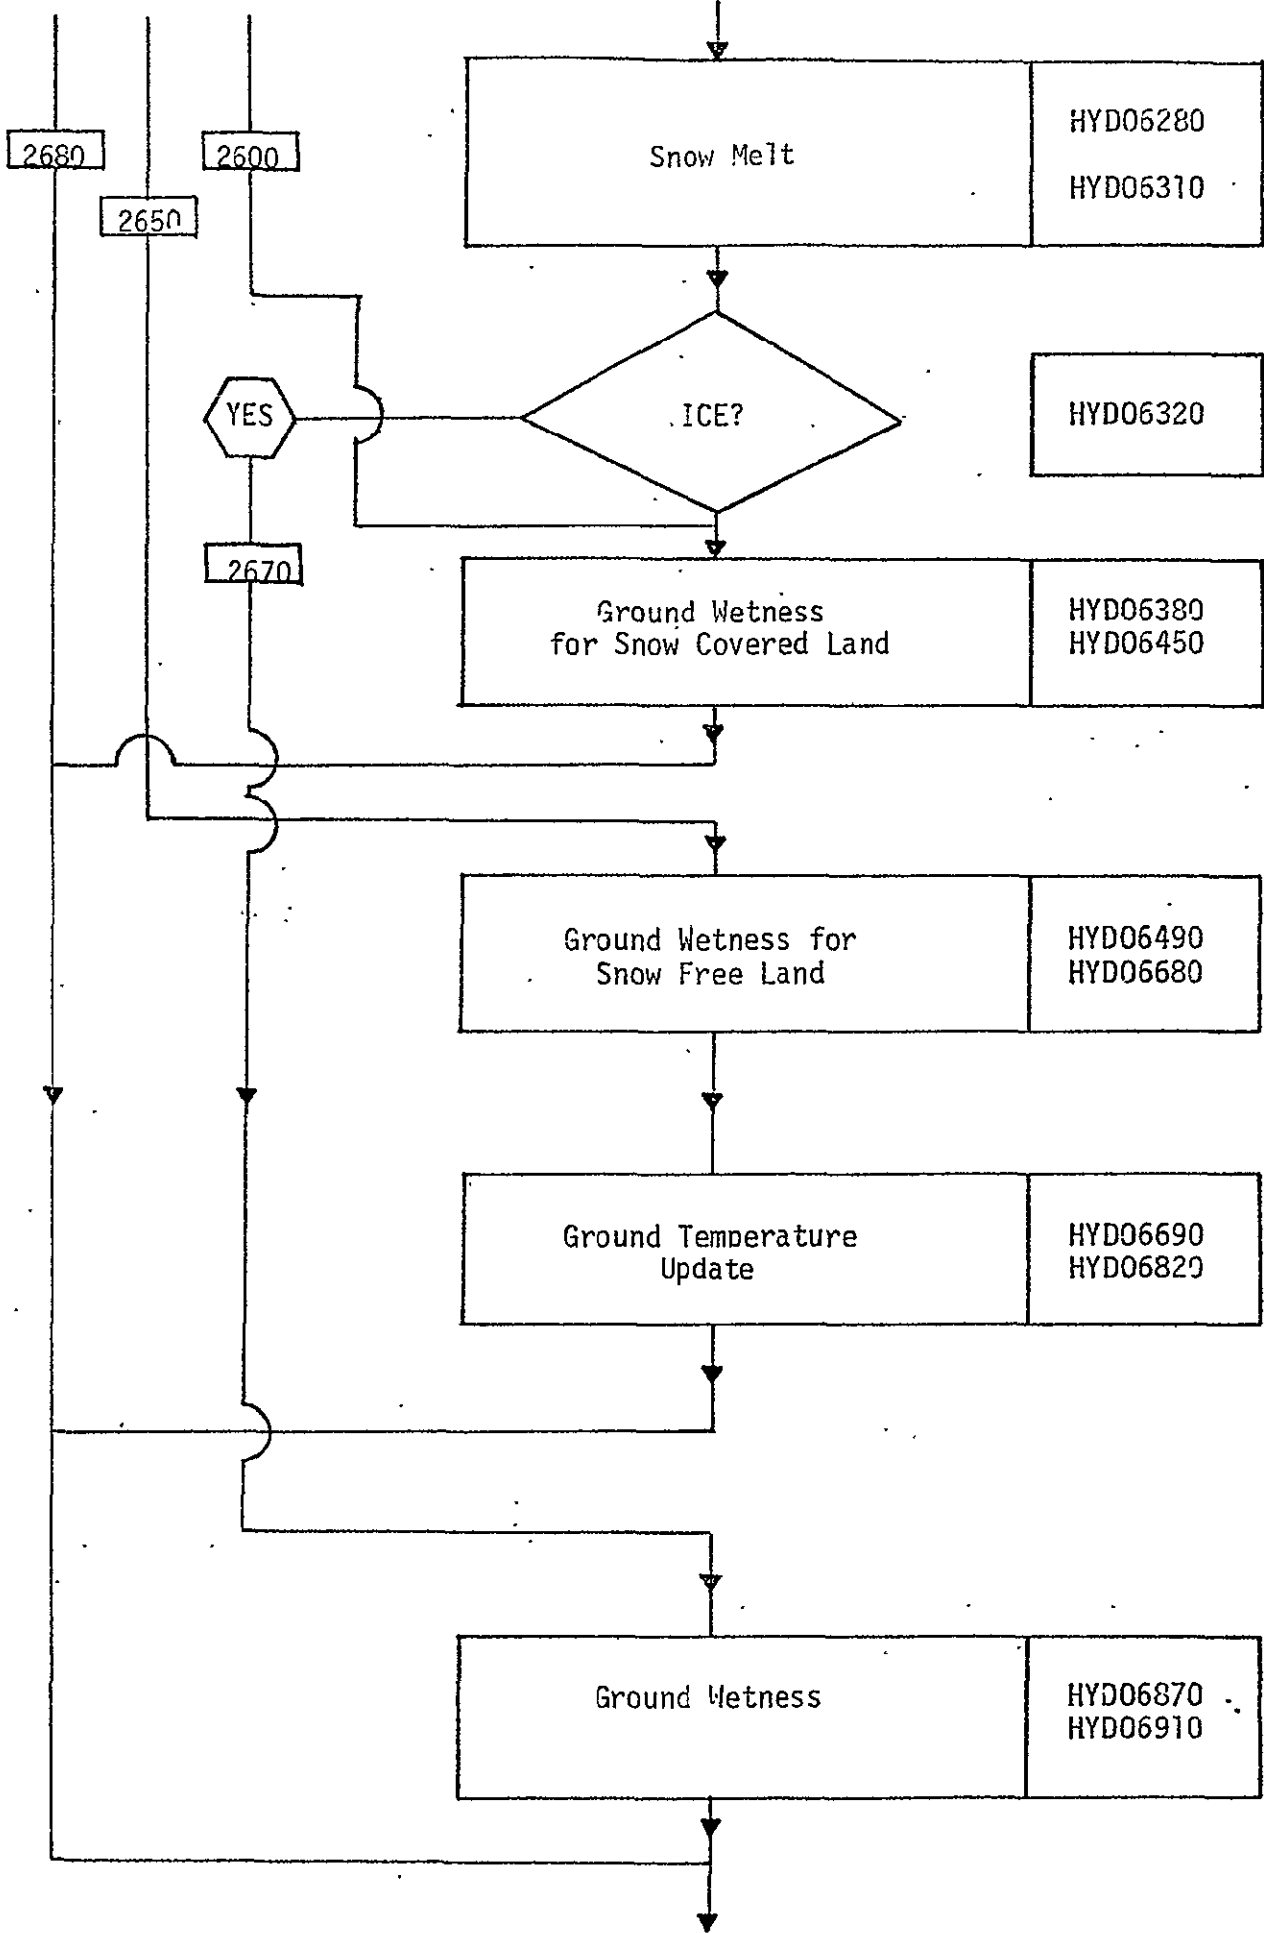 HYD06280
2680
2600
Snow Melt
HYD06310
2650
YES
ICE?
HYD06320
2670
Ground Wetness
for Snow Covered Land
HYD06380
HYD06450
Ground Wetness for
Snow Free Land
HYD06490
HYD06680
Ground Temperature
Update
HYD06690
HYD06820
Ground Wetness
HYD06870
HYD06910